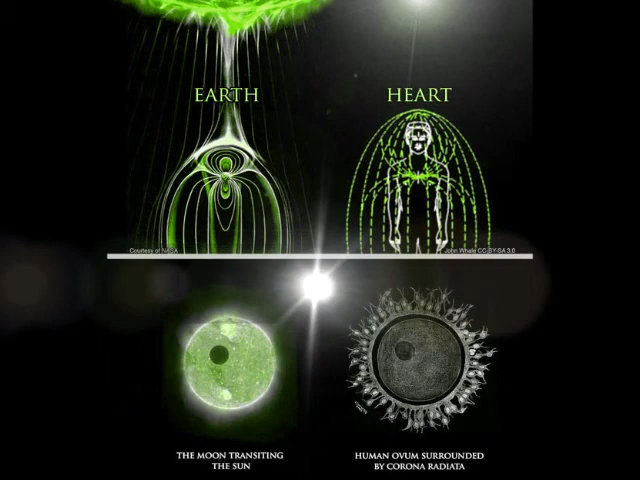 EARTH
HEART
Courtesy of NASA
John Whale CC-BY-SA 3.0
THE MOON TRANSITING
THE SUN
HUMAN OVUM SURROUNDED
BY CORONA RADIATA